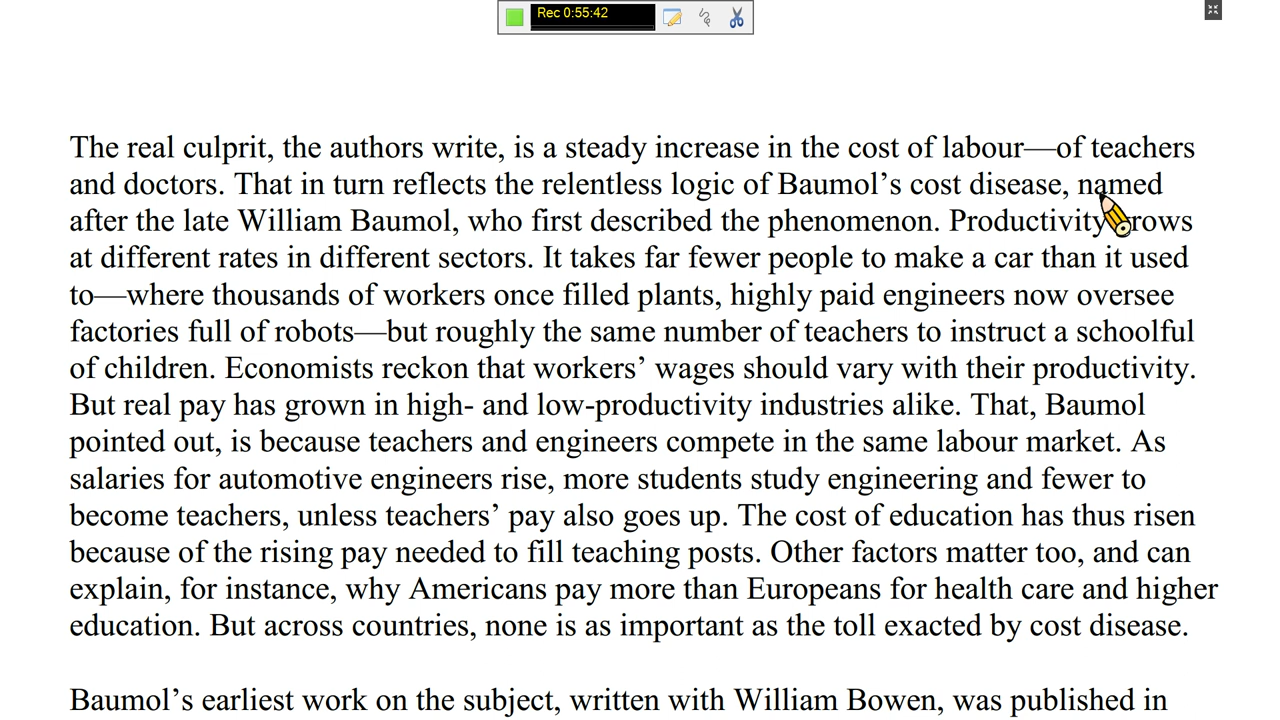 Rec 0:55:42
The real culprit, the authors write, is a steady increase in the cost of labour—of teachers
and doctors. That in turn reflects the relentless logic of Baumol’s cost disease, named
after the late William Baumol, who first described the phenomenon. Productivity grows
at different rates in different sectors. It takes far fewer people to make a car than it used
to—where thousands of workers once filled plants, highly paid engineers now oversee
factories full of robots—but roughly the same number of teachers to instruct a schoolful
of children. Economists reckon that workers’ wages should vary with their productivity.
But real pay has grown in high- and low-productivity industries alike. That, Baumol
pointed out, is because teachers and engineers compete in the same labour market. As
salaries for automotive engineers rise, more students study engineering and fewer to
become teachers, unless teachers’ pay also goes up. The cost of education has thus risen
because of the rising pay needed to fill teaching posts. Other factors matter too, and can
explain, for instance, why Americans pay more than Europeans for health care and higher
education. But across countries, none is as important as the toll exacted by cost disease.
Baumol’s earliest work on the subject, written with William Bowen, was published in